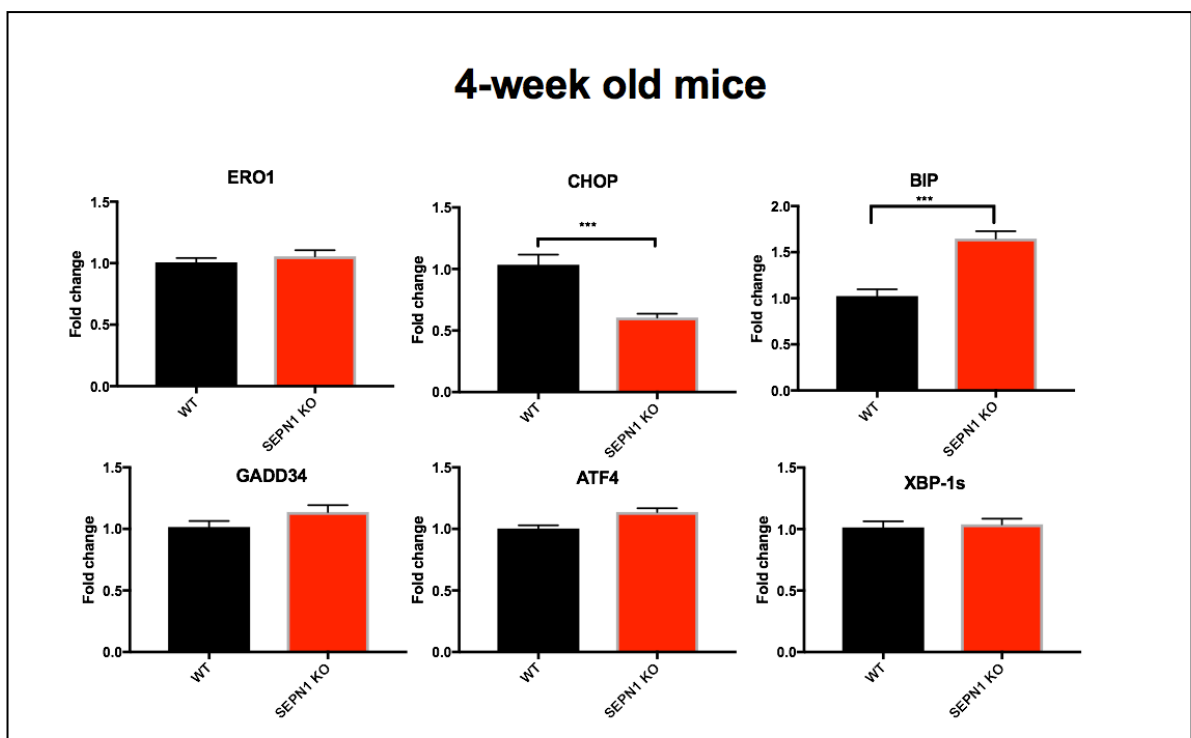 4-week old mice
ERO1
1.5
1.0
0.5
0.0
Fold change
WT
SEPN1 KO
CHOP
***
1.5
1.0
0.5
0.0
Fold change
WT
SEPN1 KO
BIP
***
2.0
1.5
1.0
0.5
0.0
Fold change
WT
SEPN1 KO
GADD34
1.5
1.0
0.5
0.0
Fold change
WT
SEPN1 KO
ATF4
1.5
1.0
0.5
0.0
Fold change
WT
SEPN1 KO
XBP-1s
1.5
1.0
0.5
0.0
Fold change
WT
SEPN1 KO